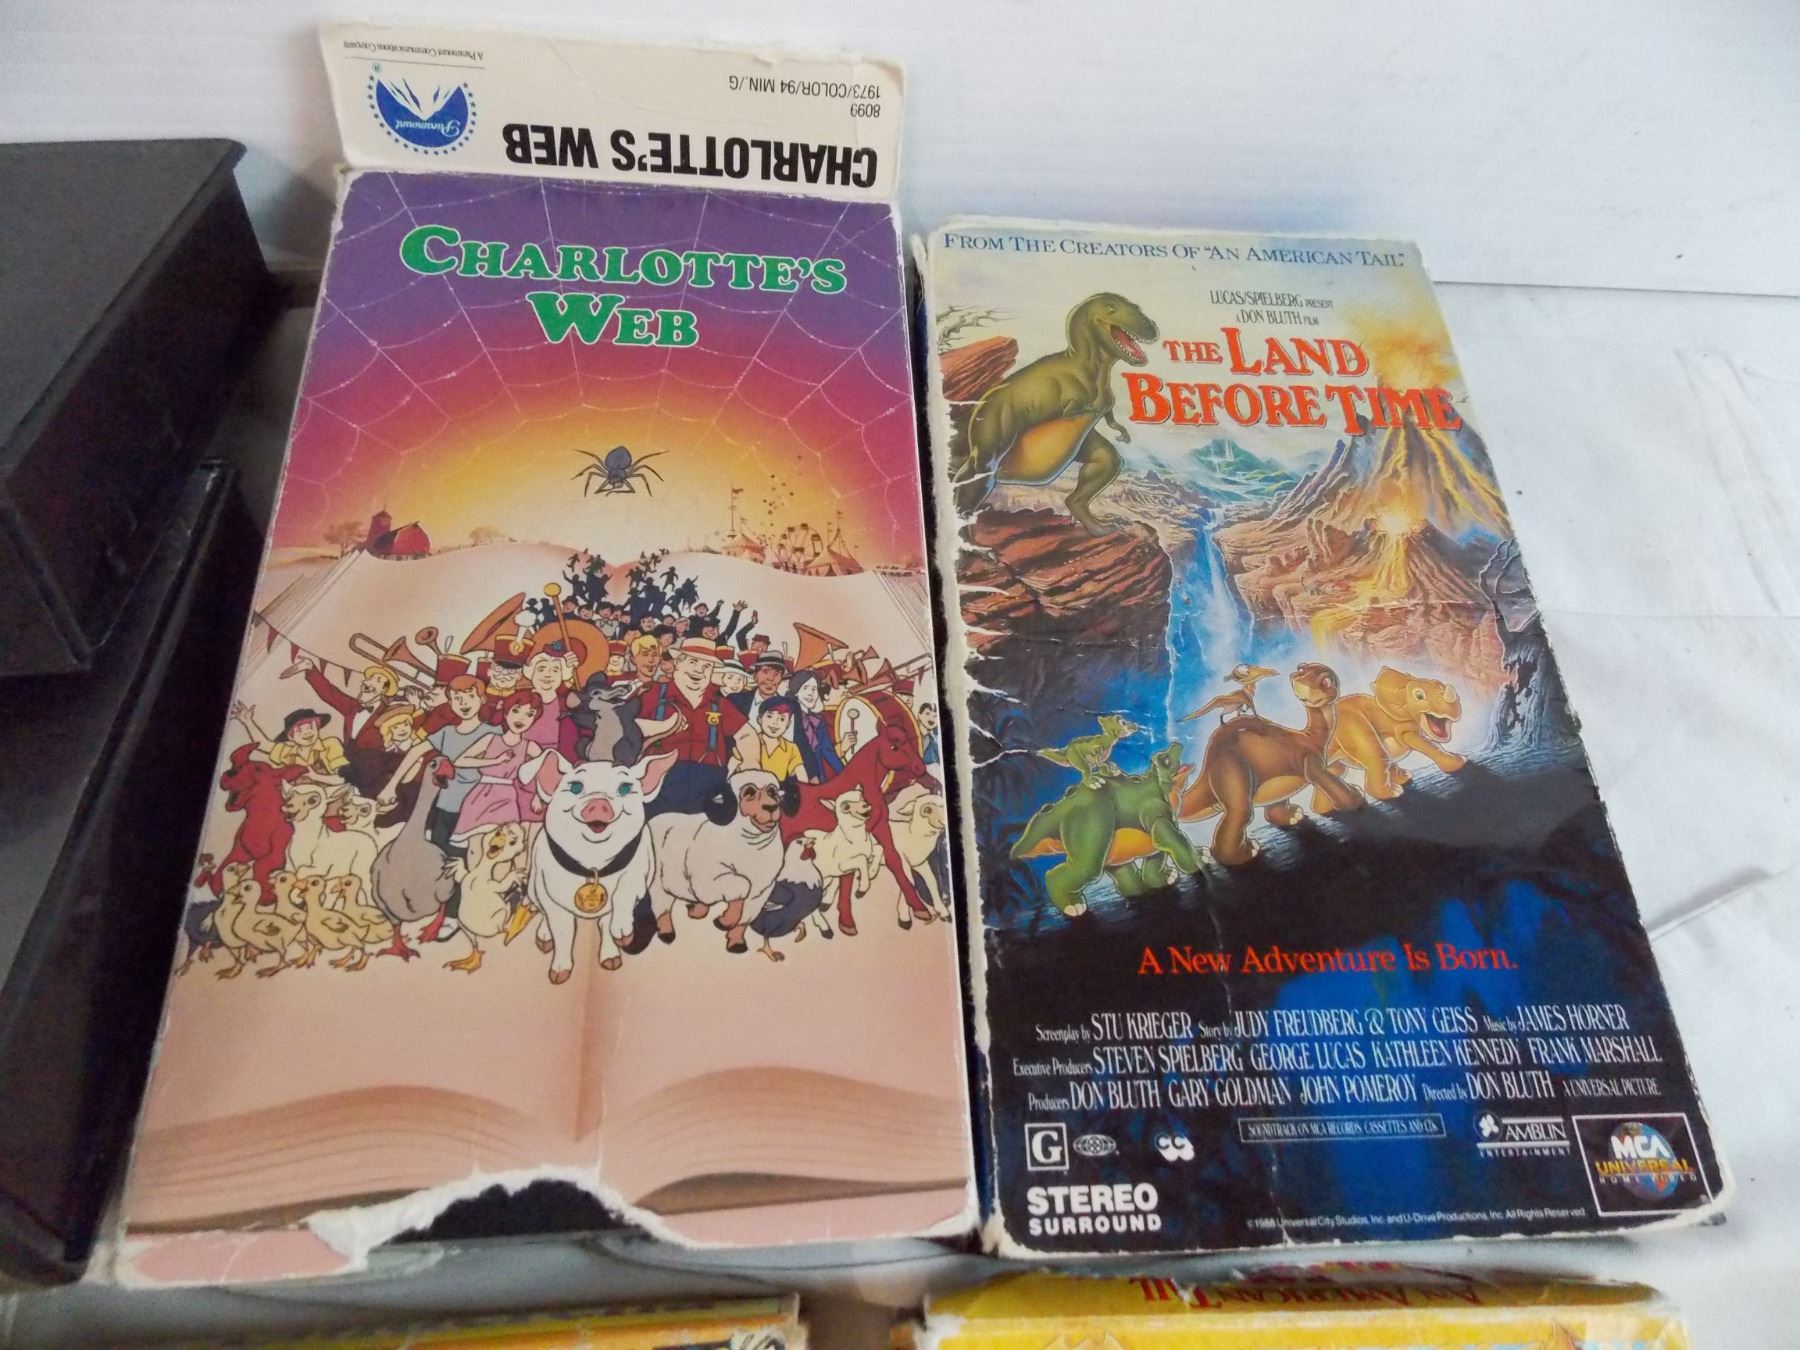 A Paramount Communications Company
Paramount
®
8099
1973/COLOR/94 MIN./G
CHARLOTTE'S WEB
CHARLOTTE'S
WEB
FROM THE CREATORS OF "AN AMERICAN TAIL"
LUCAS/SPIELBERG PRESENT
A DON BLUTH FILM
THE LAND
BEFORE TIME
A New Adventure Is Born.
Screenplay by STU KRIEGER Story by JUDY FREUDBERG & TONY GEISS Music by JAMES HORNER
Executive Producers STEVEN SPIELBERG GEORGE LUCAS KATHLEEN KENNEDY FRANK MARSHALL
Producers DON BLUTH GARY GOLDMAN JOHN POMEROY Directed by DON BLUTH A UNIVERSAL PICTURE
G
CC
SOUNDTRACK ON MCA RECORDS, CASSETTES AND CDs
AMBLIN
ENTERTAINMENT
MCA
UNIVERSAL
HOME VIDEO
STEREO
SURROUND
©1988 Universal City Studios, Inc. and U-Drive Productions, Inc. All Rights Reserved
AN AMERICAN TAIL